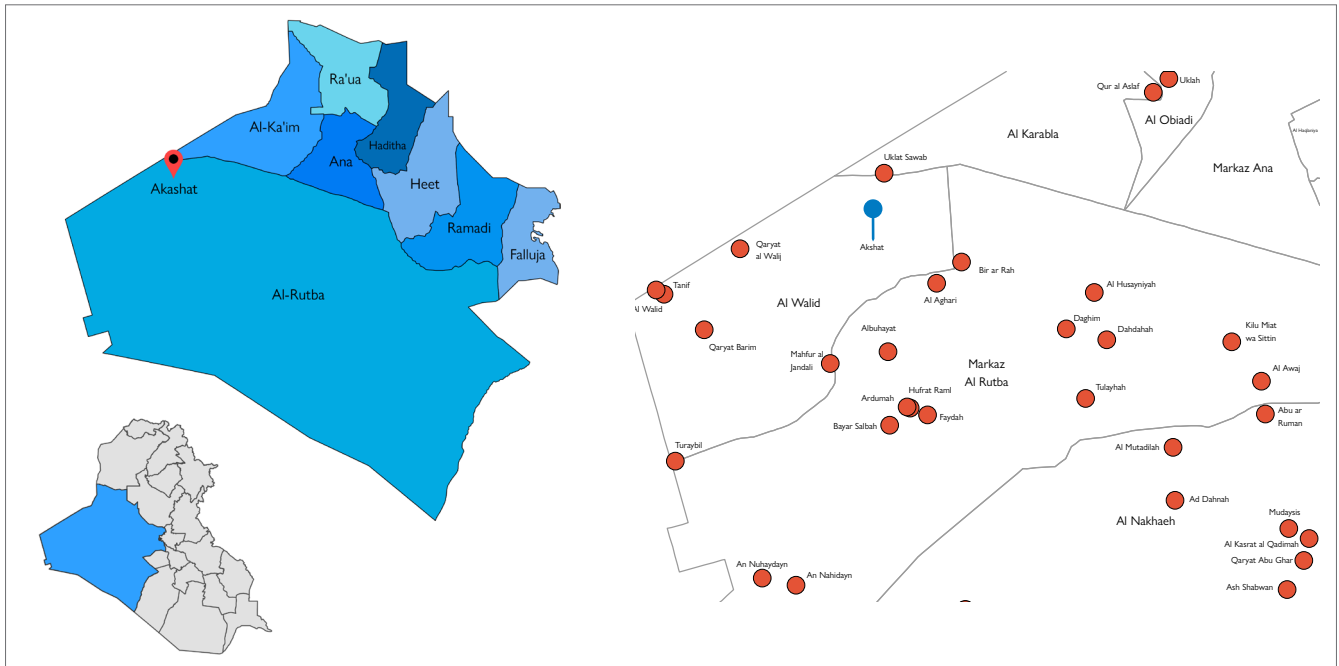 Ra'ua
Al-Ka'im
Haditha
Ana
Heet
Akashat
Ramadi
Falluja
Al-Rutba
Uklah
Qur al Aslaf
Al Obiadi
Al Karabla
Al Haqlaniya
Markaz Ana
Uklat Sawab
Akshat
Qaryat
al Walij
Bir ar Rah
Tanif
Al Walid
Al Walid
Al Aghari
Al Husayniyah
Qaryat Barim
Albuhayat
Daghim
Dahdahah
Kilu Miat
wa Sittin
Mahfur al
Jandali
Markaz
Al Rutba
Al Awaj
Ardumah
Hufrat Raml
Tulayhah
Faydah
Bayar Salbah
Abu ar
Ruman
Turaybil
Al Mutadilah
Ad Dahnah
Al Nakhaeh
Mudaysis
Al Kasrat al Qadimah
Qaryat Abu Ghar
An Nuhaydayn
An Nahidayn
Ash Shabwan